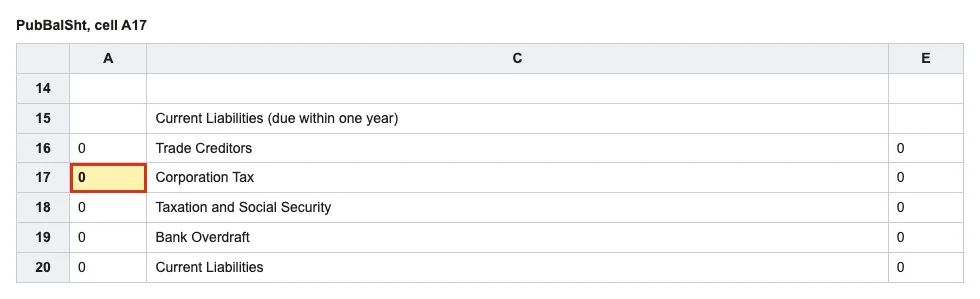 PubBalSht, cell A17
A C E
14
15 Current Liabilities (due within one year)
16 0 Trade Creditors 0
17 0 Corporation Tax 0
18 0 Taxation and Social Security 0
19 0 Bank Overdraft 0
20 0 Current Liabilities 0